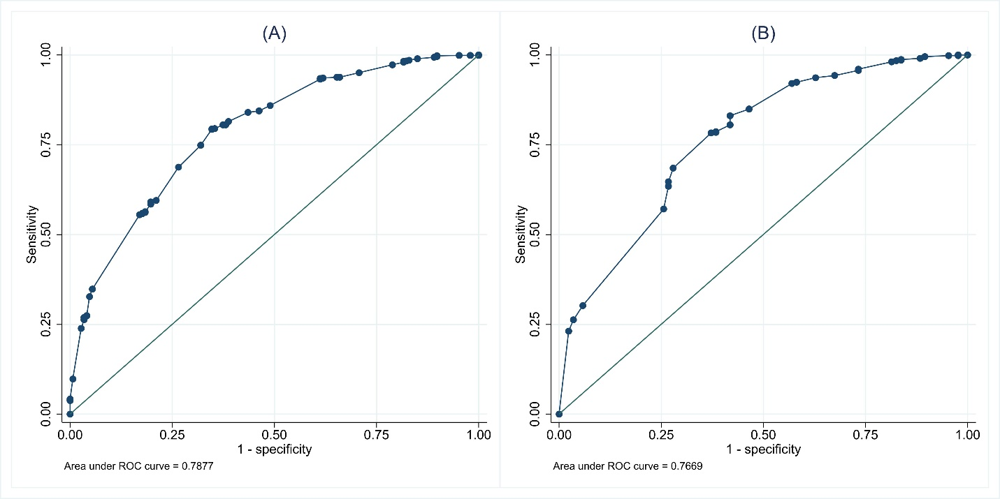 (A)
1.00
0.75
0.50
0.25
0.00
Sensitivity
0.00 0.25 0.50 0.75 1.00
1 - specificity
Area under ROC curve = 0.7877
(B)
1.00
0.75
0.50
0.25
0.00
Sensitivity
0.00 0.25 0.50 0.75 1.00
1 - specificity
Area under ROC curve = 0.7669